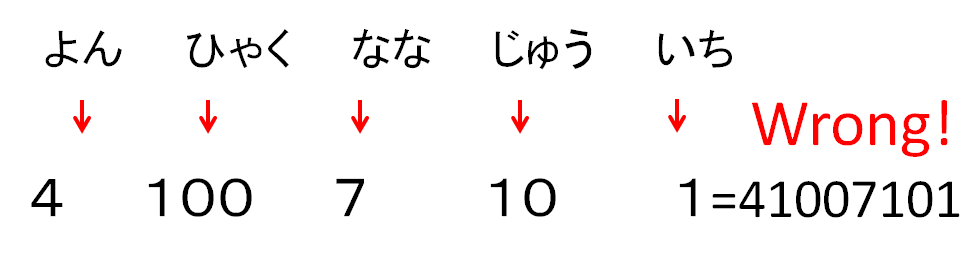 よん ひゃく なな じゅう いち
↓ ↓ ↓ ↓ ↓ Wrong!
4 100 7 10 1=41007101